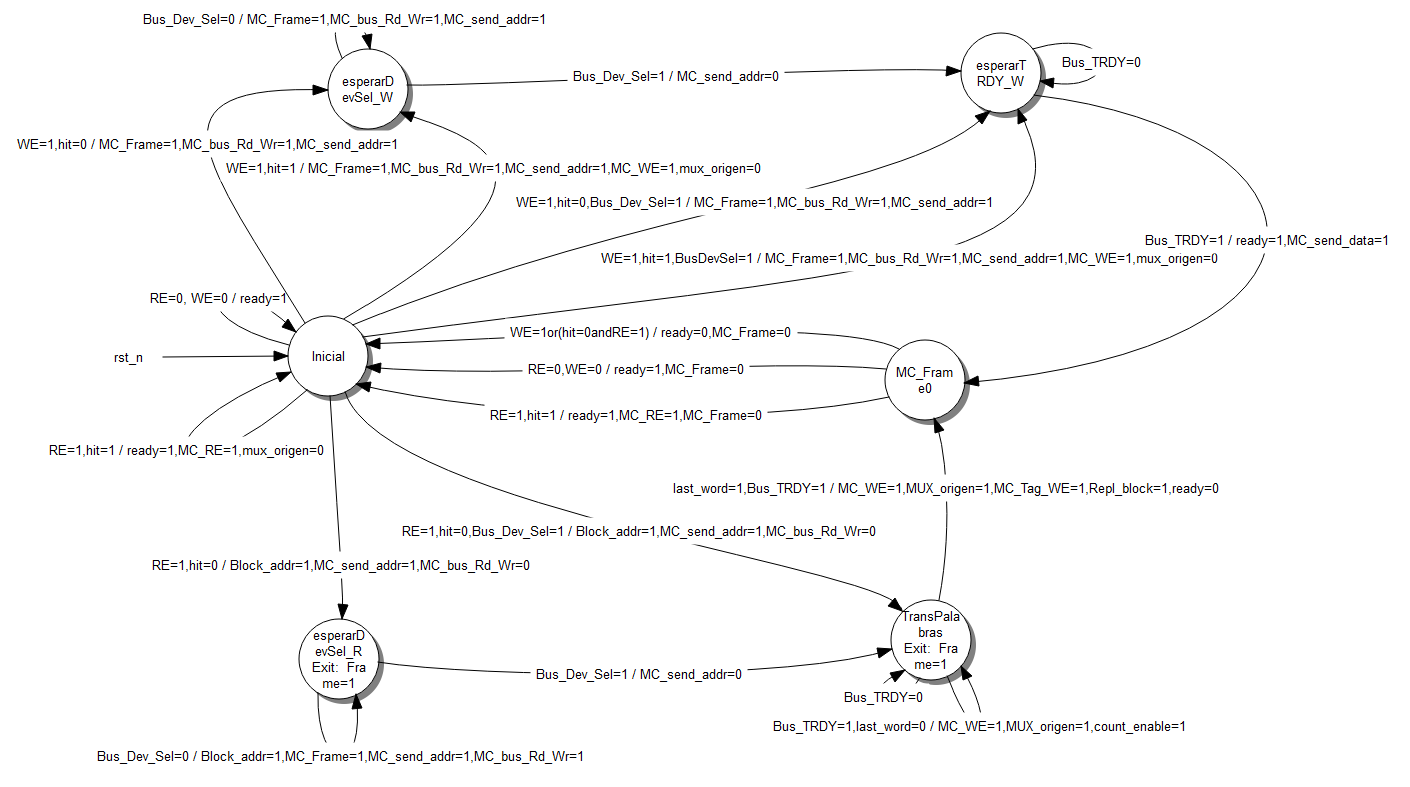 Bus_Dev_Sel=0 / MC_Frame=1,MC_bus_Rd_Wr=1,MC_send_addr=1
esperarD
evSel_W
Bus_Dev_Sel=1 / MC_send_addr=0
esperarT
RDY_W
Bus_TRDY=0
WE=1,hit=0 / MC_Frame=1,MC_bus_Rd_Wr=1,MC_send_addr=1
WE=1,hit=1 / MC_Frame=1,MC_bus_Rd_Wr=1,MC_send_addr=1,MC_WE=1,mux_origen=0
WE=1,hit=0,Bus_Dev_Sel=1 / MC_Frame=1,MC_bus_Rd_Wr=1,MC_send_addr=1
Bus_TRDY=1 / ready=1,MC_send_data=1
WE=1,hit=1,BusDevSel=1 / MC_Frame=1,MC_bus_Rd_Wr=1,MC_send_addr=1,MC_WE=1,mux_origen=0
RE=0, WE=0 / ready=1
WE=1or(hit=0andRE=1) / ready=0,MC_Frame=0
rst_n
Inicial
RE=0,WE=0 / ready=1,MC_Frame=0
MC_Fram
e0
RE=1,hit=1 / ready=1,MC_RE=1,MC_Frame=0
RE=1,hit=1 / ready=1,MC_RE=1,mux_origen=0
last_word=1,Bus_TRDY=1 / MC_WE=1,MUX_origen=1,MC_Tag_WE=1,Repl_block=1,ready=0
RE=1,hit=0,Bus_Dev_Sel=1 / Block_addr=1,MC_send_addr=1,MC_bus_Rd_Wr=0
RE=1,hit=0 / Block_addr=1,MC_send_addr=1,MC_bus_Rd_Wr=0
esperarD
evSel_R
Exit: Fra
me=1
TransPala
bras
Exit: Fra
me=1
Bus_Dev_Sel=1 / MC_send_addr=0
Bus_TRDY=0
Bus_TRDY=1,last_word=0 / MC_WE=1,MUX_origen=1,count_enable=1
Bus_Dev_Sel=0 / Block_addr=1,MC_Frame=1,MC_send_addr=1,MC_bus_Rd_Wr=1